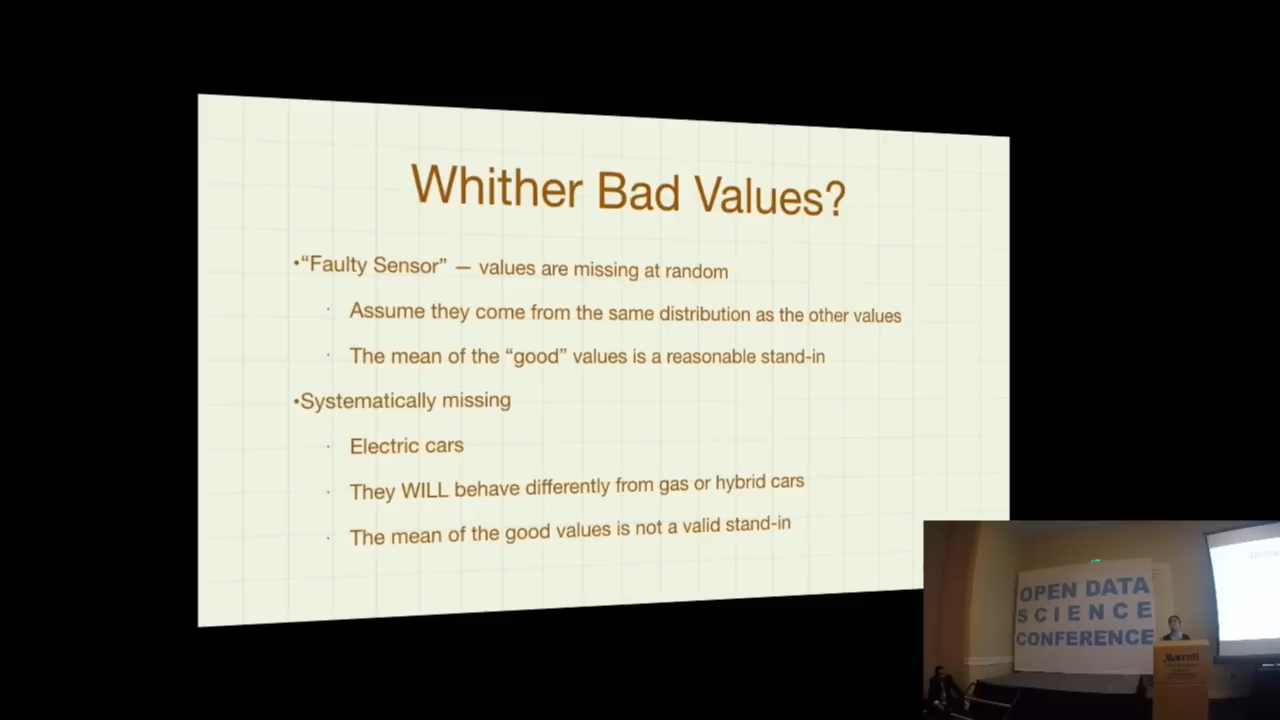 Whither Bad Values?
•“Faulty Sensor” — values are missing at random
· Assume they come from the same distribution as the other values
· The mean of the “good” values is a reasonable stand-in
•Systematically missing
· Electric cars
· They WILL behave differently from gas or hybrid cars
· The mean of the good values is not a valid stand-in
OPEN DATA
SCIENCE
CONFERENCE
Marriott